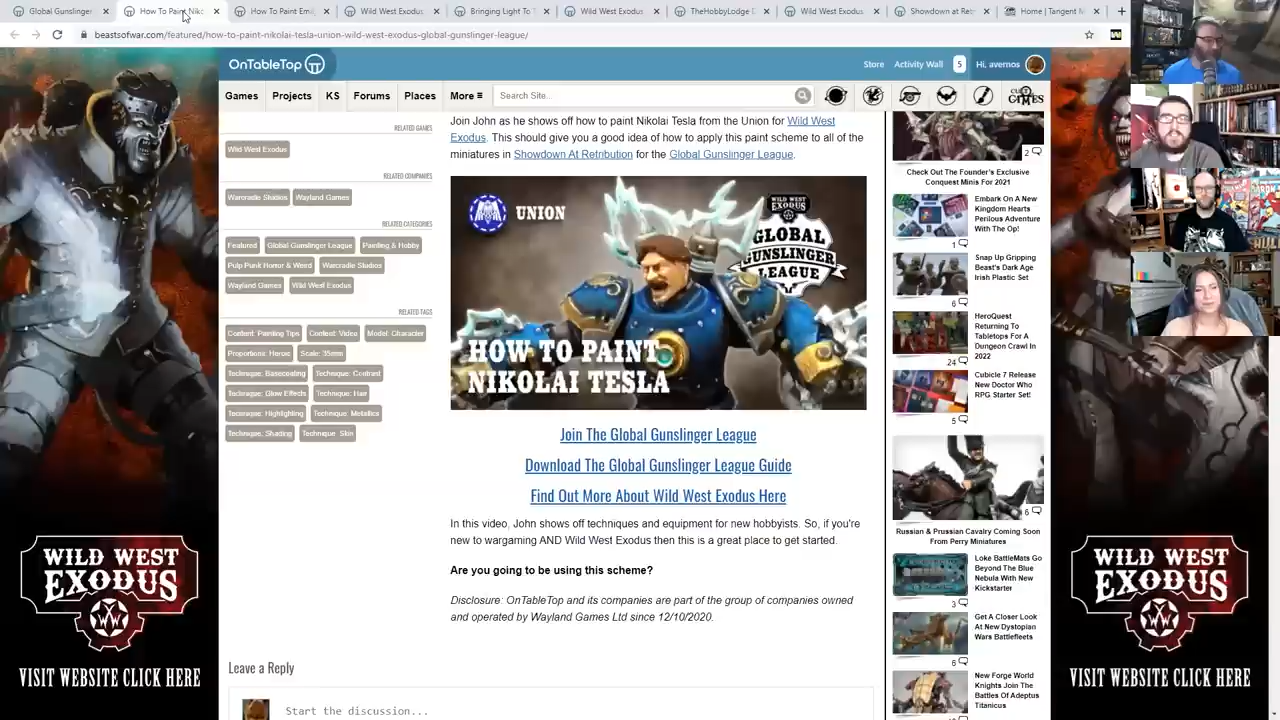 Global Gunslinger
How To Paint Niko
How To Paint Emi
Wild West Exodus
Bringing Light To T
Wild West Exodus
TheHobbyLodge D
Wild West Exodus
Showdown at Retr
Home | Tangent M
beastsofwar.com/featured/how-to-paint-nikolai-tesla-union-wild-west-exodus-global-gunslinger-league/
OnTableTop
Store
Activity Wall
5
Hi, avernos
Games
Projects
KS
Forums
Places
More
Search Site...
GAMES
RELATED GAMES
Wild West Exodus
RELATED COMPANIES
Warcradle Studios
Wayland Games
RELATED CATEGORIES
Featured
Global Gunslinger League
Painting & Hobby
Pulp Punk Horror & Weird
Warcradle Studios
Wayland Games
Wild West Exodus
RELATED TAGS
Content: Painting Tips
Content: Video
Model: Character
Proportions: Heroic
Scale: 35mm
Technique: Basecoating
Technique: Contrast
Technique: Glow Effects
Technique: Hair
Technique: Highlighting
Technique: Metallics
Technique: Shading
Technique: Skin
Join John as he shows off how to paint Nikolai Tesla from the Union for Wild West
Exodus. This should give you a good idea of how to apply this paint scheme to all of the
miniatures in Showdown At Retribution for the Global Gunslinger League.
UNION
WILD WEST
EXODUS
GLOBAL
GUNSLINGER
LEAGUE
HOW TO PAINT
NIKOLAI TESLA
Join The Global Gunslinger League
Download The Global Gunslinger League Guide
Find Out More About Wild West Exodus Here
In this video, John shows off techniques and equipment for new hobbyists. So, if you're
new to wargaming AND Wild West Exodus then this is a great place to get started.
Are you going to be using this scheme?
Disclosure: OnTableTop and its companies are part of the group of companies owned
and operated by Wayland Games Ltd since 12/10/2020.
Leave a Reply
Start the discussion...
2
Check Out The Founder's Exclusive
Conquest Minis For 2021
Embark On A New
Kingdom Hearts
Perilous Adventure
With The Op!
1
Snap Up Gripping
Beast's Dark Age
Irish Plastic Set
6
HeroQuest
Returning To
Tabletops For A
Dungeon Crawl In
2022
24
Cubicle 7 Release
New Doctor Who
RPG Starter Set!
5
6
Russian & Prussian Cavalry Coming Soon
From Perry Miniatures
Loke BattleMats Go
Beyond The Blue
Nebula With New
Kickstarter
3
Get A Closer Look
At New Dystopian
Wars Battlefleets
6
New Forge World
Knights Join The
Battles Of Adeptus
Titanicus
WILD WEST
EXODUS
VISIT WEBSITE CLICK HERE
WILD WEST
EXODUS
VISIT WEBSITE CLICK HERE